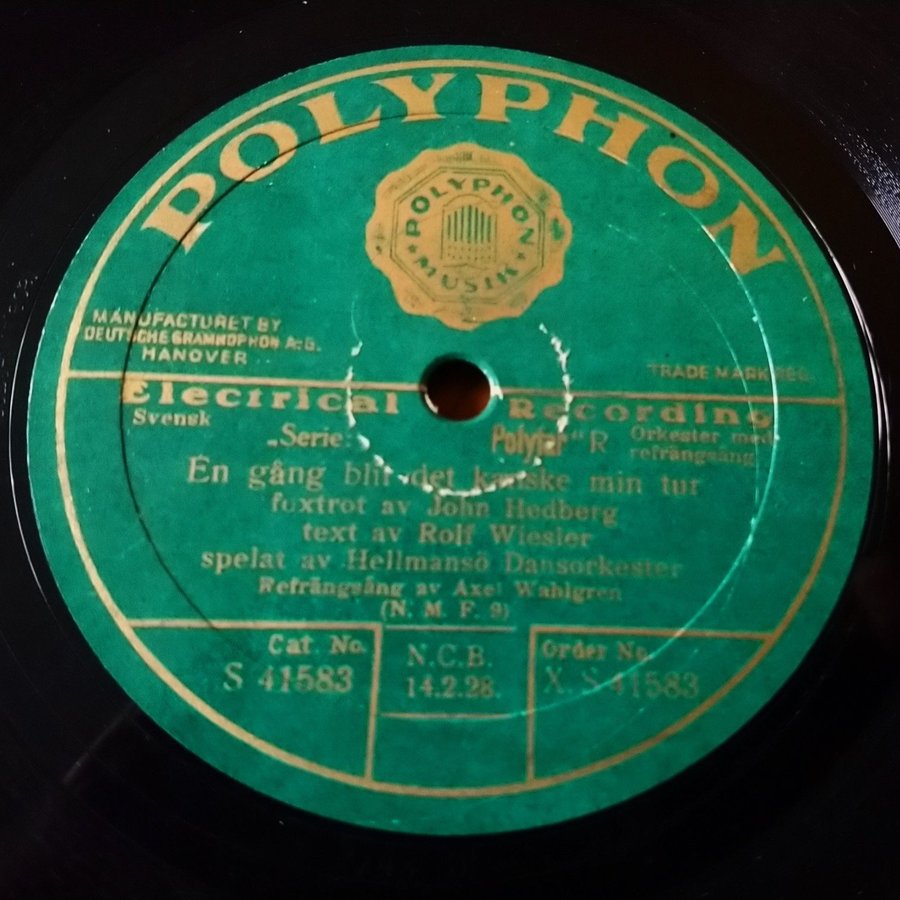 POLYPHON
POLYPHON
MUSIK
MANUFACTURET BY
DEUTSCHE GRAMMOPHON A.-G.
HANOVER
TRADE MARK REG.
Electrical Recording
Svensk
„Serie: Polyfar“ R
Orkester med
refrängsång
En gång blir det kanske min tur
foxtrot av John Hedberg
text av Rolf Wiesler
spelat av Hellmansö Dansorkester
Refrängsång av Axel Wahlgren
(N. M. F. 9)
Cat. No.
S 41583
N.C.B.
14.2.28.
Order No.
X. S 41583